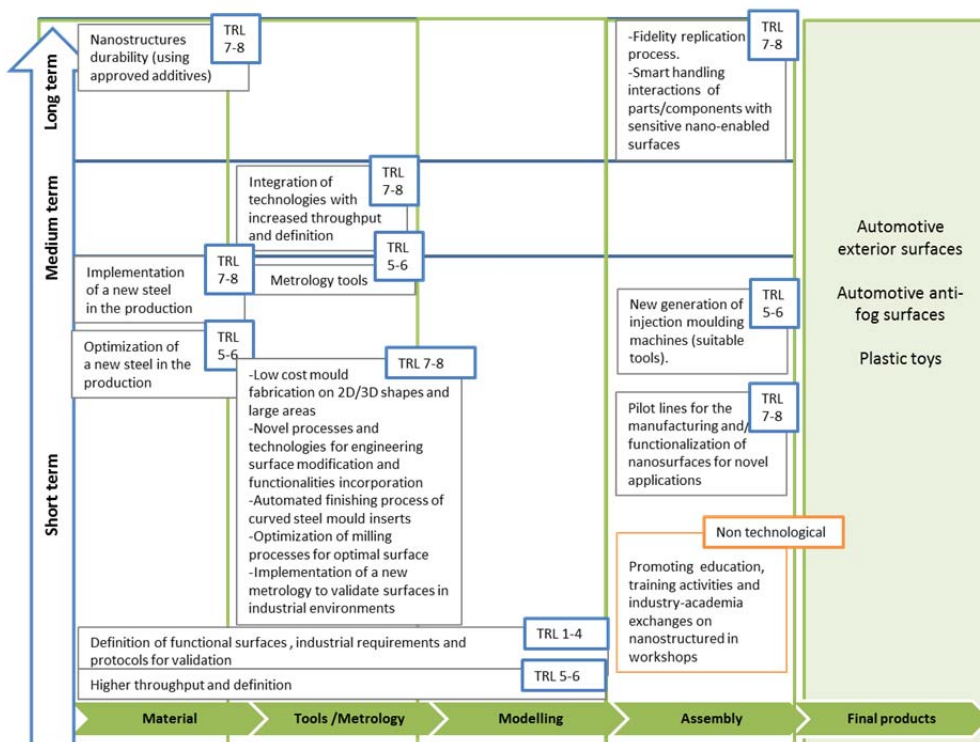 Long term
Medium term
Short term
Nanostructures
durability (using
approved additives)
TRL
7-8
-Fidelity replication
process.
-Smart handling
interactions of
parts/components with
sensitive nano-enabled
surfaces
TRL
7-8
Integration of
technologies with
increased throughput
and definition
TRL
7-8
Implementation
of a new steel
in the production
TRL
7-8
Metrology tools
TRL
5-6
Optimization of
a new steel in the
production
TRL
5-6
-Low cost mould
fabrication on 2D/3D shapes and
large areas
-Novel processes and
technologies for engineering
surface modification and
functionalities incorporation
-Automated finishing process of
curved steel mould inserts
-Optimization of milling
processes for optimal surface
-Implementation of a new
metrology to validate surfaces in
industrial environments
TRL 7-8
New generation of
injection moulding
machines (suitable
tools).
TRL
5-6
Pilot lines for the
manufacturing and/
functionalization of
nanosurfaces for novel
applications
TRL
7-8
Non technological
Promoting education,
training activities and
industry-academia
exchanges on
nanostructured in
workshops
Definition of functional surfaces , industrial requirements and
protocols for validation
TRL 1-4
Higher throughput and definition
TRL 5-6
Automotive
exterior surfaces
Automotive anti-
fog surfaces
Plastic toys
Material
Tools /Metrology
Modelling
Assembly
Final products